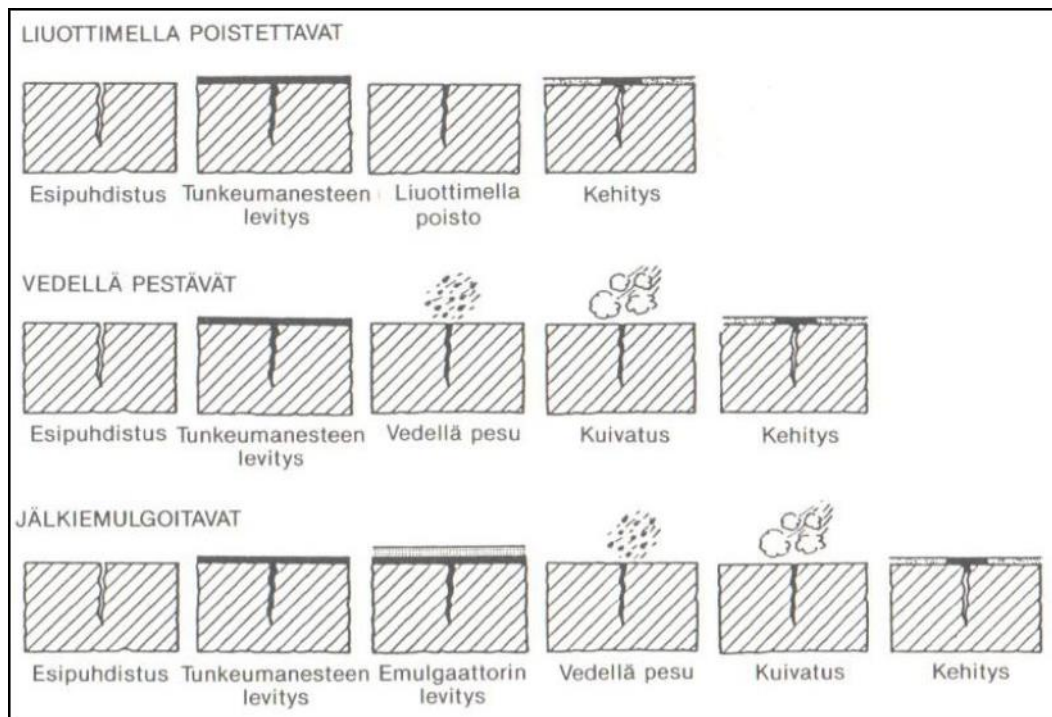 LIUOTTIMELLA POISTETTAVAT
Esipuhdistus
Tunkeumanesteen
levitys
Liuottimella
poisto
Kehitys
VEDELLÄ PESTÄVÄT
Esipuhdistus
Tunkeumanesteen
levitys
Vedellä pesu
Kuivatus
Kehitys
JÄLKIEMULGOITAVAT
Esipuhdistus
Tunkeumanesteen
levitys
Emulgaattorin
levitys
Vedellä pesu
Kuivatus
Kehitys